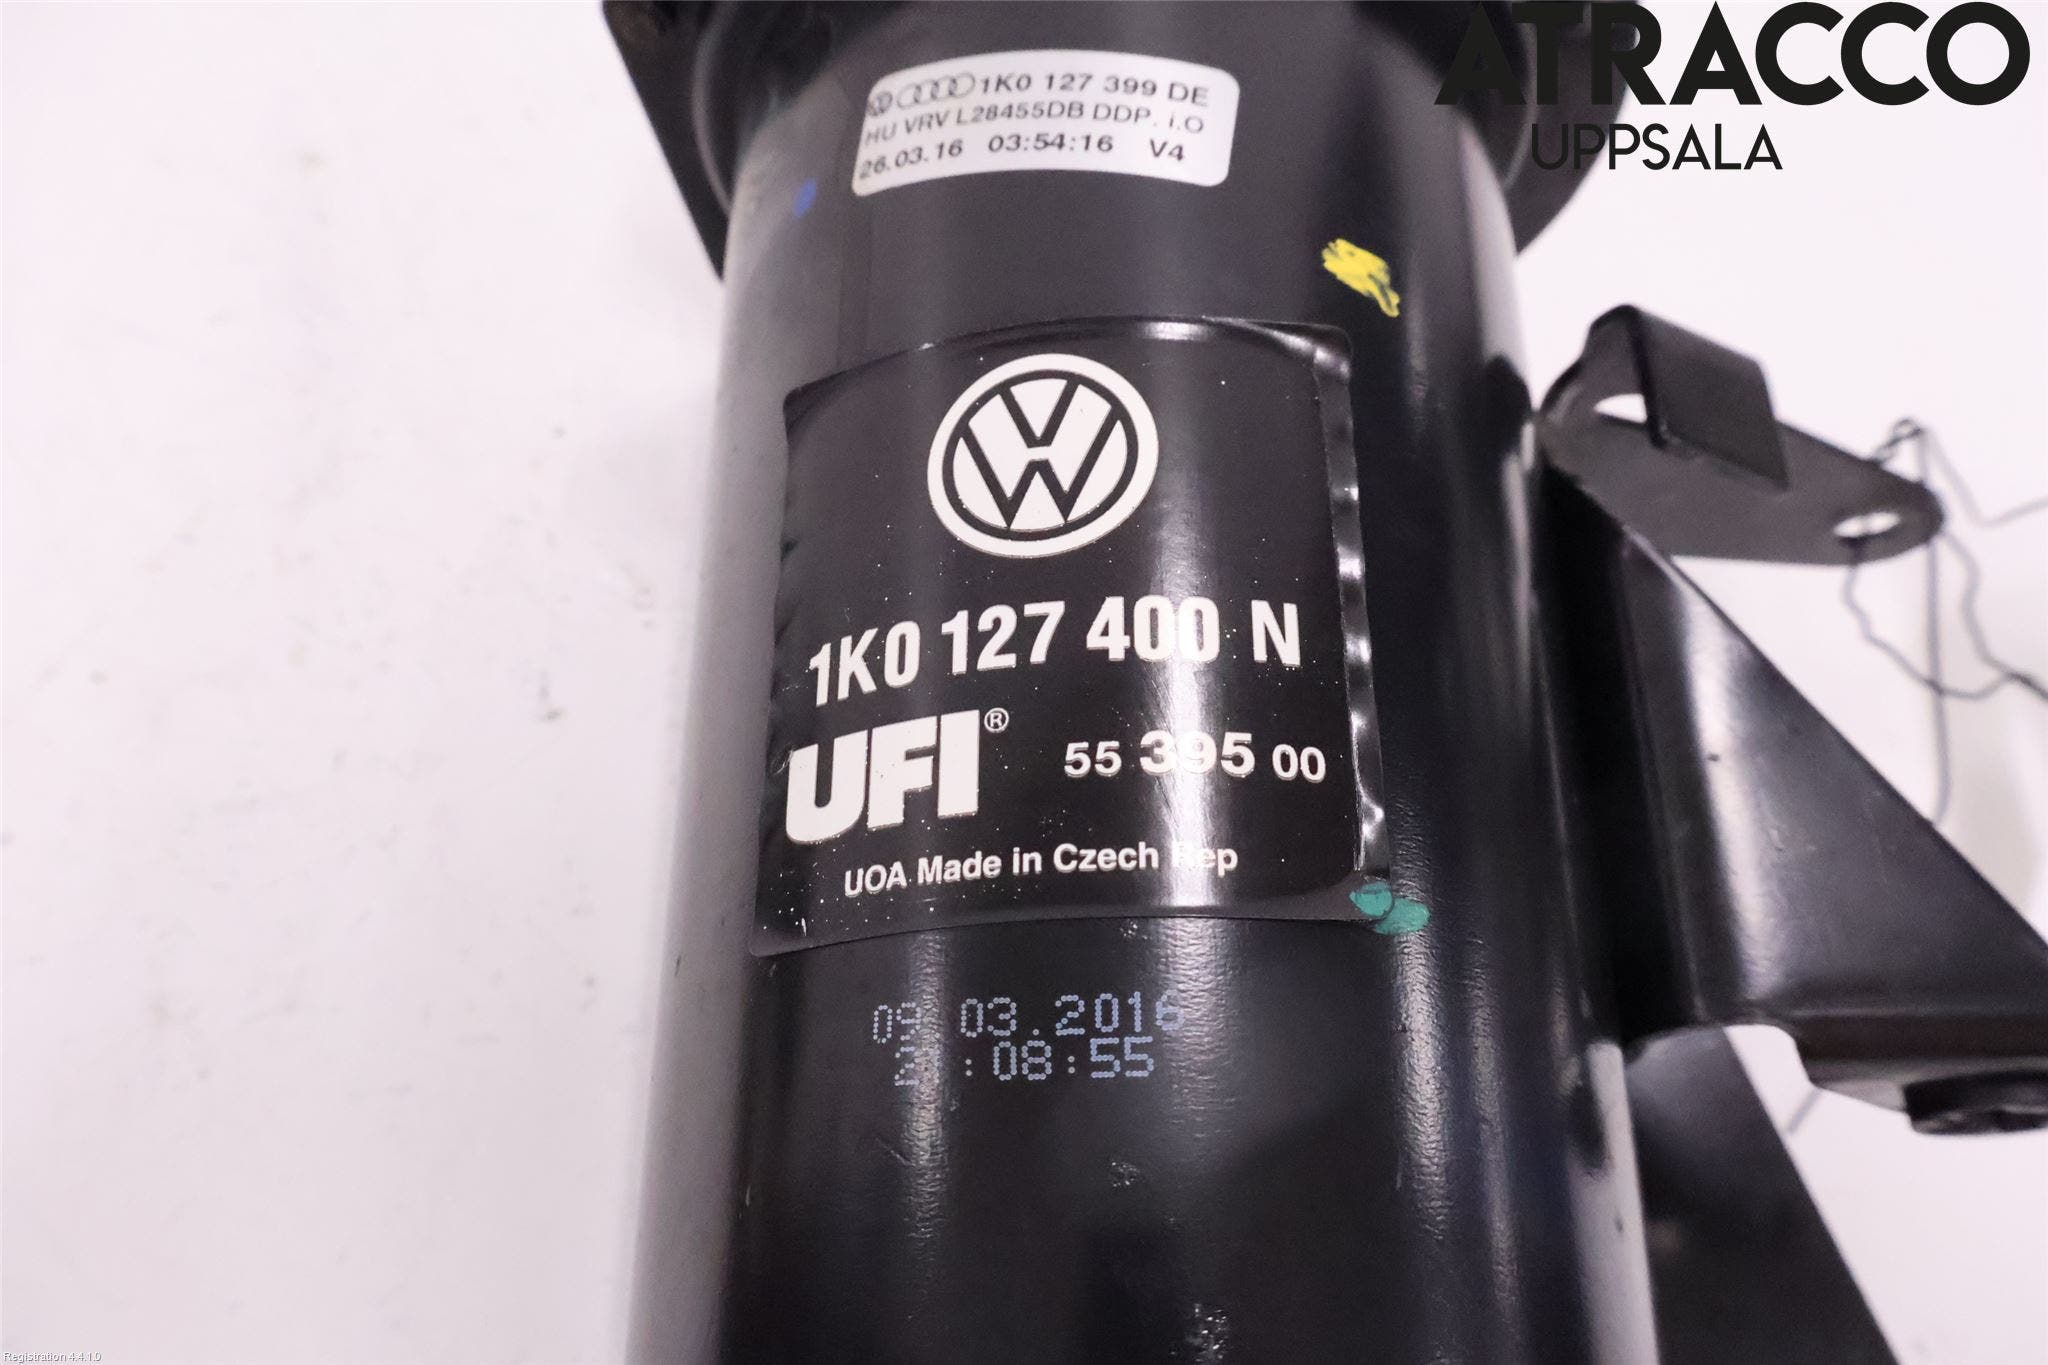 ATRACCO
UPPSALA
1K0 127 399 DE
HU VRV L28455DB DDP. i.O
26.03.16 03:54:16 V4
1K0 127 400 N
UFI® 55 395 00
UOA Made in Czech Rep
09.03.2016
:08:55
Registration 4.4.1.0